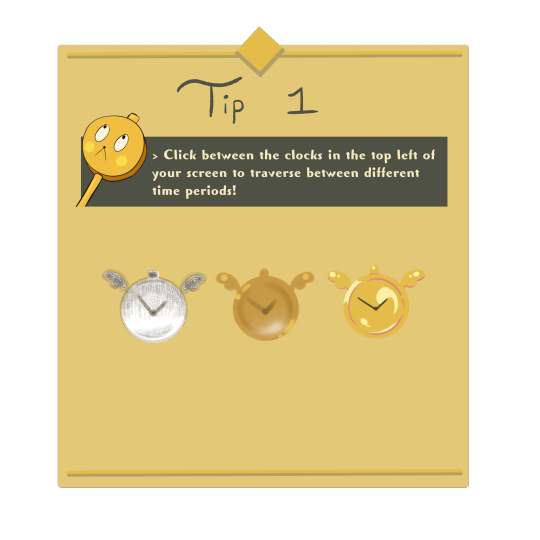 Tip 1
> Click between the clocks in the top left of
your screen to traverse between different
time periods!